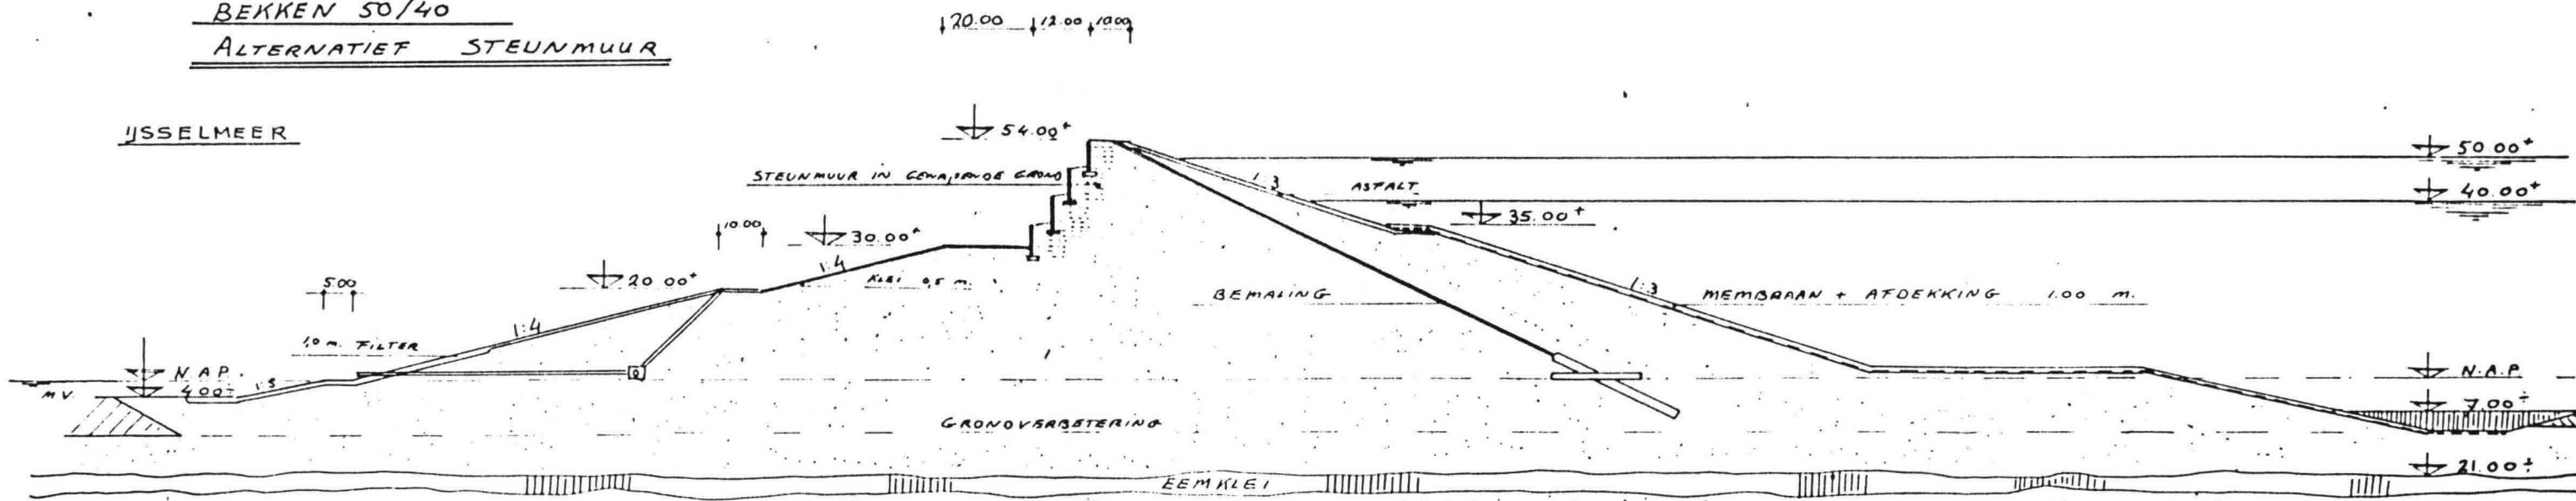 BEKKEN 50/40
ALTERNATIEF STEUNMUUR
20.00 12.00 10.00
IJSSELMEER
54.00+
50.00+
STEUNMUUR IN GEWAPENDE GROND
1:3
ASFALT
40.00+
35.00+
10.00
30.00+
1:4
KLEI 0,5 m.
20.00+
5.00
BEMALING
1:3
MEMBRAAN + AFDEKKING 1.00 m.
1:4
1,0 m. FILTER
N.A.P.
N.A.P
M.V.
4.00-
1:5
7.00-
GRONDVERBETERING
21.00-
EEMKLEI